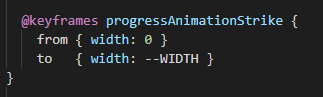 @keyframes progressAnimationStrike {
from { width: 0 }
to { width: --WIDTH }
}